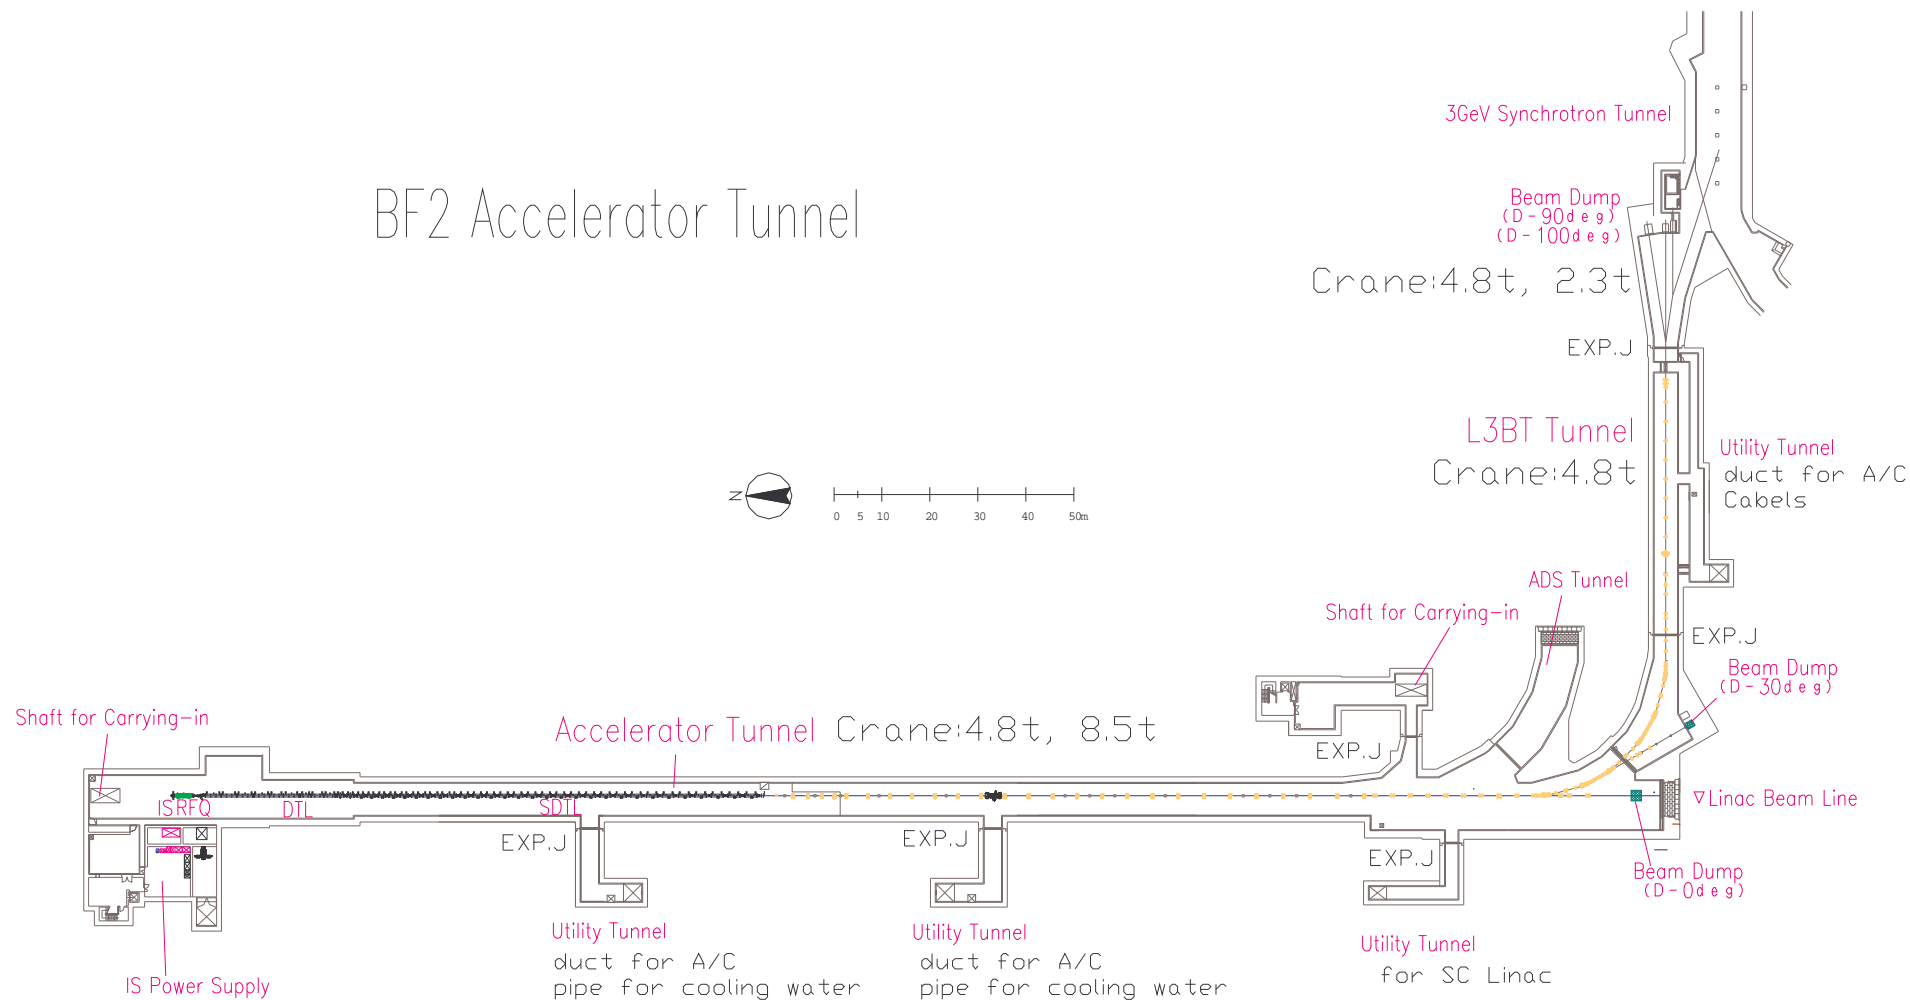 3GeV Synchrotron Tunnel
BF2 Accelerator Tunnel
Beam Dump
(D-90deg)
(D-100deg)
Crane:4.8t, 2.3t
EXP.J
L3BT Tunnel
Crane:4.8t
Utility Tunnel
duct for A/C
Cabels
N
0 5 10 20 30 40 50m
ADS Tunnel
Shaft for Carrying-in
EXP.J
Beam Dump
(D-30deg)
Shaft for Carrying-in
Accelerator Tunnel Crane:4.8t, 8.5t
EXP.J
ISRFQ DTL SDTL
▽Linac Beam Line
EXP.J
EXP.J
EXP.J
Beam Dump
(D-0deg)
IS Power Supply
Utility Tunnel
duct for A/C
pipe for cooling water
Utility Tunnel
duct for A/C
pipe for cooling water
Utility Tunnel
for SC Linac